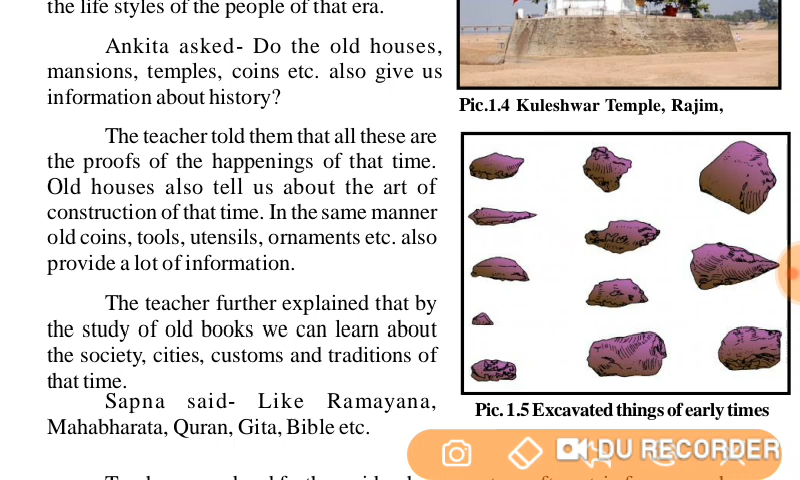 the life styles of the people of that era.
Ankita asked- Do the old houses,
mansions, temples, coins etc. also give us
information about history?
The teacher told them that all these are
the proofs of the happenings of that time.
Old houses also tell us about the art of
construction of that time. In the same manner
old coins, tools, utensils, ornaments etc. also
provide a lot of information.
The teacher further explained that by
the study of old books we can learn about
the society, cities, customs and traditions of
that time.
Sapna said- Like Ramayana,
Mahabharata, Quran, Gita, Bible etc.
Pic.1.4 Kuleshwar Temple, Rajim,
Pic. 1.5 Excavated things of early times
DU RECORDER